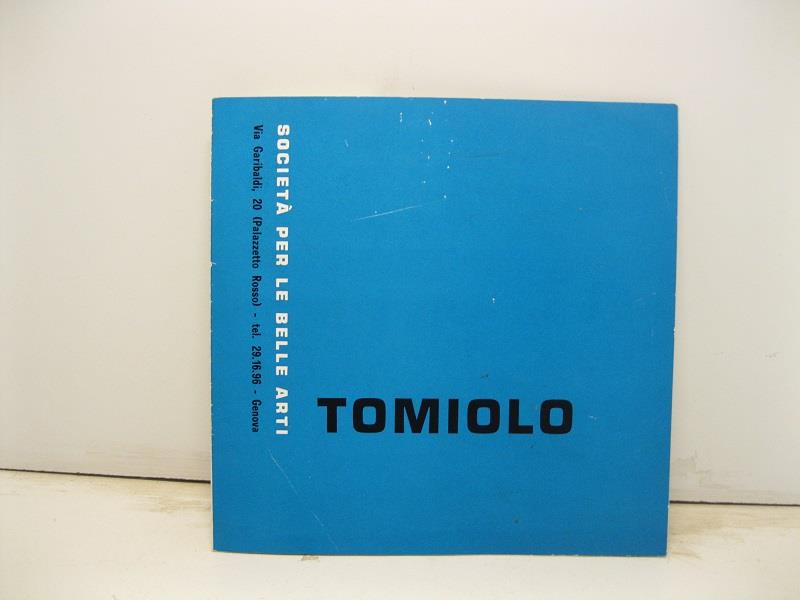 SOCIETÀ PER LE BELLE ARTI
Via Garibaldi, 20 (Palazzetto Rosso) - tel. 29.16.96 - Genova
TOMIOLO